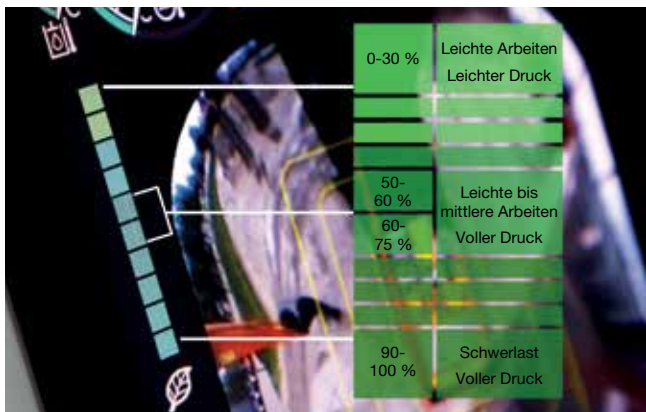 0-30 %
Leichte Arbeiten
Leichter Druck
50-
60 %
60-
75 %
Leichte bis
mittlere Arbeiten
Voller Druck
90-
100 %
Schwerlast
Voller Druck